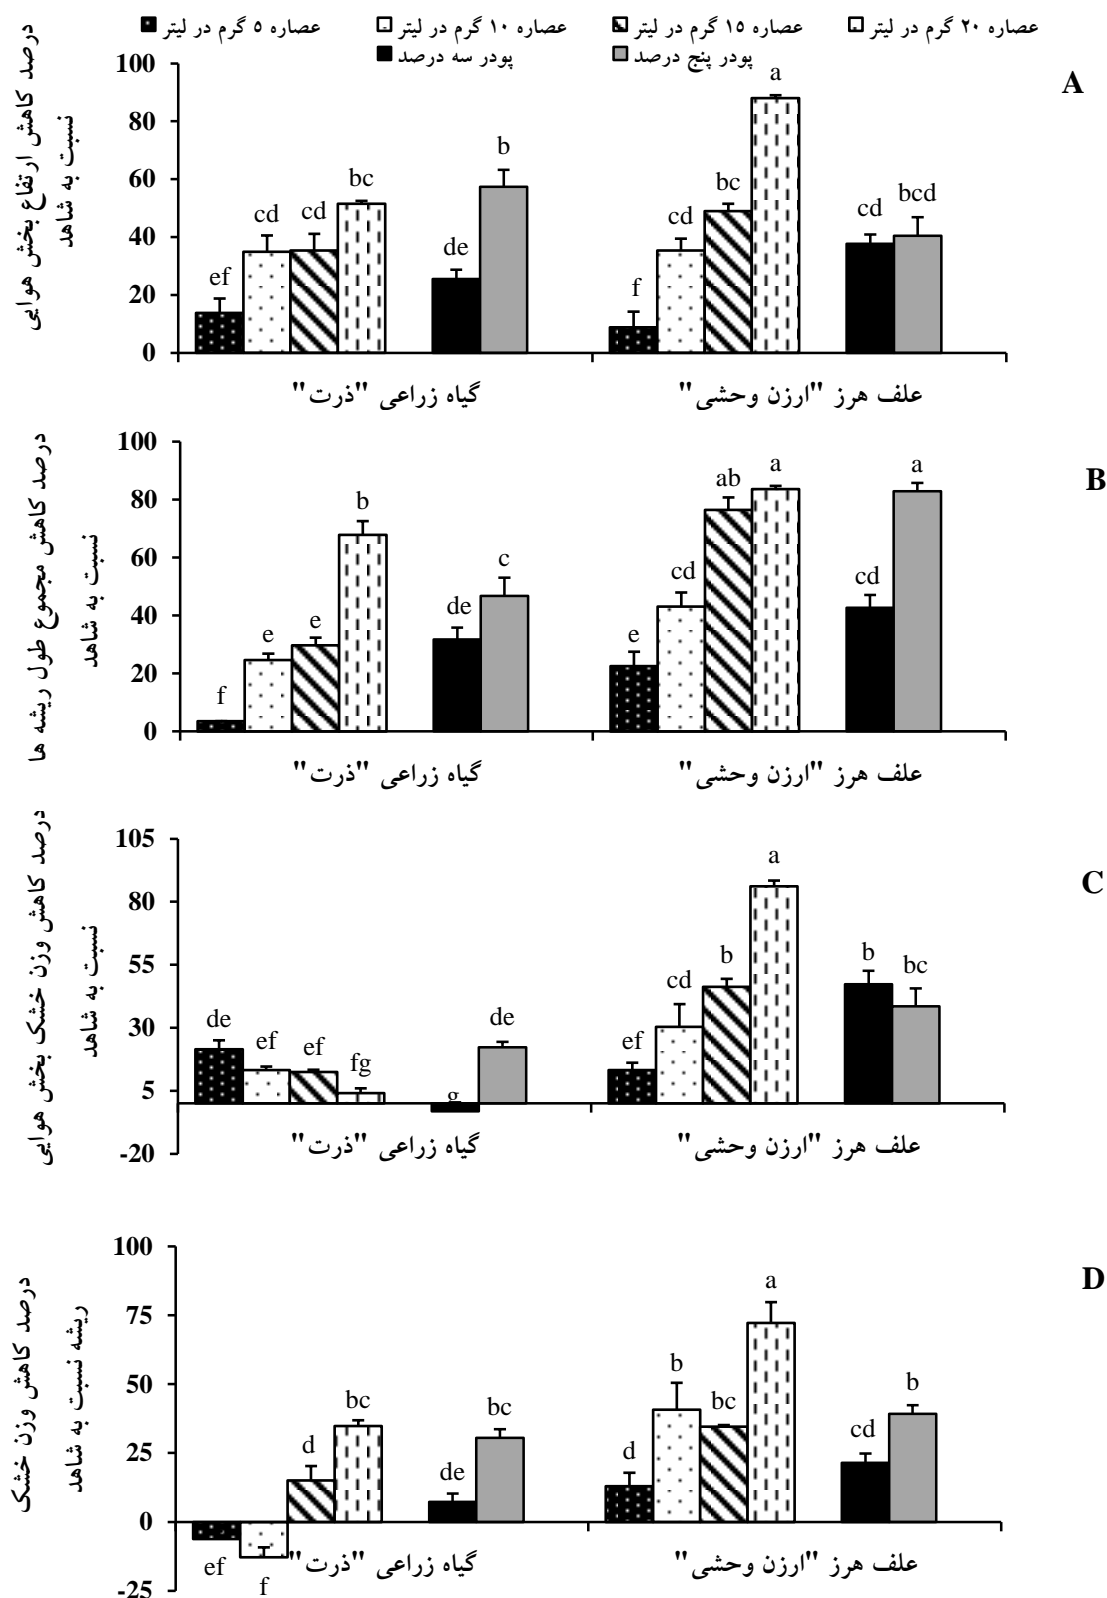 عصاره ۵ گرم در لیتر عصاره ۱۰ گرم در لیتر عصاره ۱۵ گرم در لیتر عصاره ۲۰ گرم در لیتر
پودر سه درصد پودر پنج درصد
A
درصد کاهش ارتفاع بخش هوایی
نسبت به شاهد
100
80
60
40
20
0
ef cd cd bc de b f cd bc a cd bcd
گیاه زراعی "ذرت" علف هرز "ارزن وحشی"
B
درصد کاهش مجموع طول ریشه ها
نسبت به شاهد
100
80
60
40
20
0
f e e b de c e cd ab a cd a
گیاه زراعی "ذرت" علف هرز "ارزن وحشی"
C
درصد کاهش وزن خشک بخش هوایی
نسبت به شاهد
105
80
55
30
5
-20
de ef ef fg g de ef cd b a b bc
گیاه زراعی "ذرت" علف هرز "ارزن وحشی"
D
درصد کاهش وزن خشک
ریشه نسبت به شاهد
100
75
50
25
0
-25
ef f d bc de bc d b bc a cd b
گیاه زراعی "ذرت" علف هرز "ارزن وحشی"